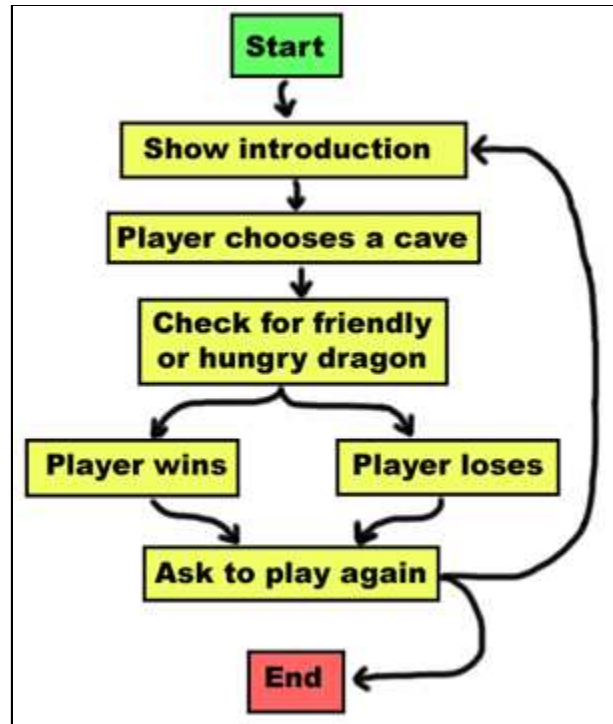 Start
Show introduction
Player chooses a cave
Check for friendly
or hungry dragon
Player wins
Player loses
Ask to play again
End